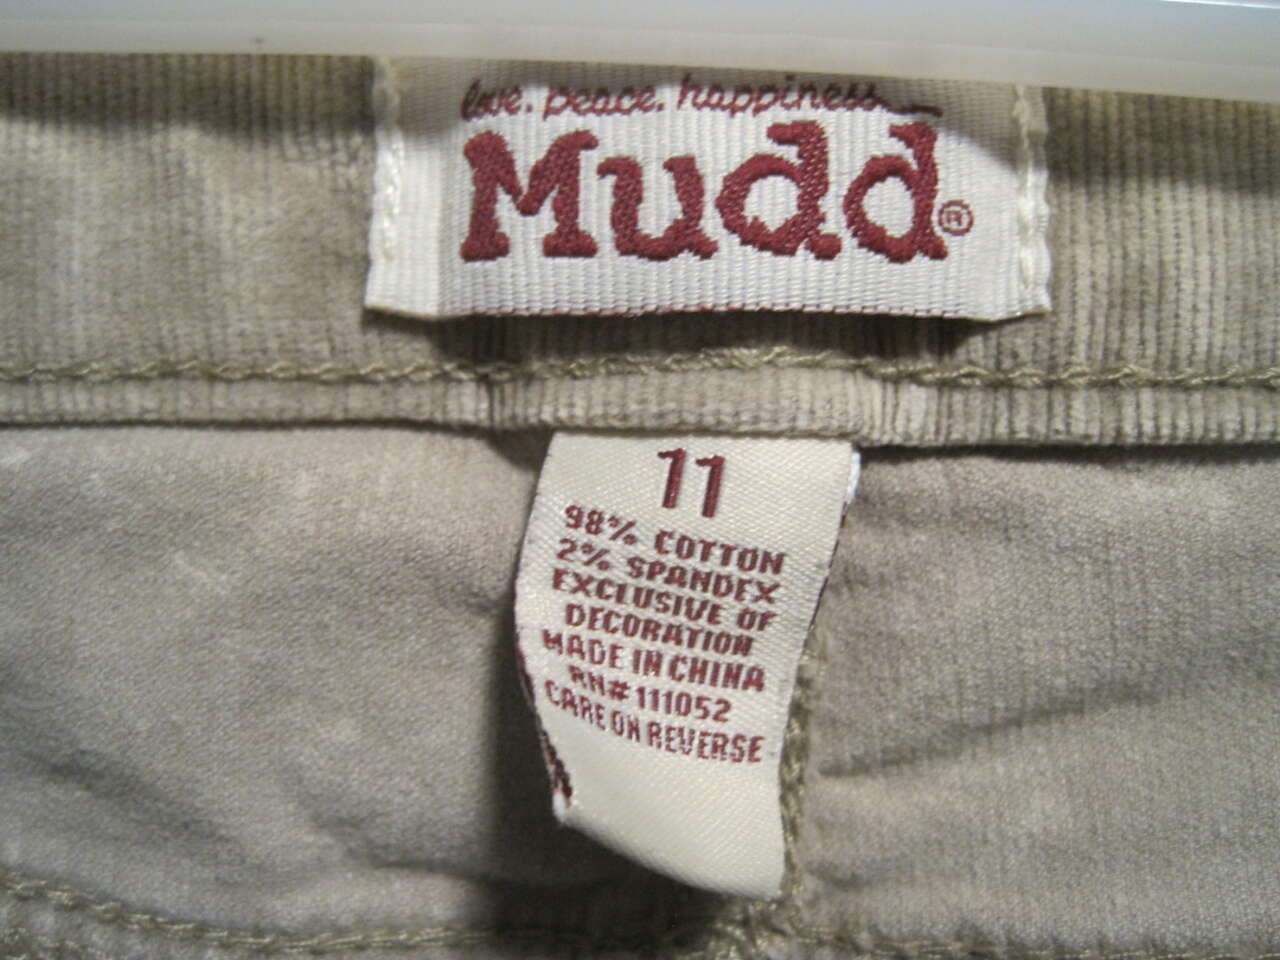 love. peace. happiness
Mudd®
11
98% COTTON
2% SPANDEX
EXCLUSIVE OF
DECORATION
MADE IN CHINA
RN# 111052
CARE ON REVERSE